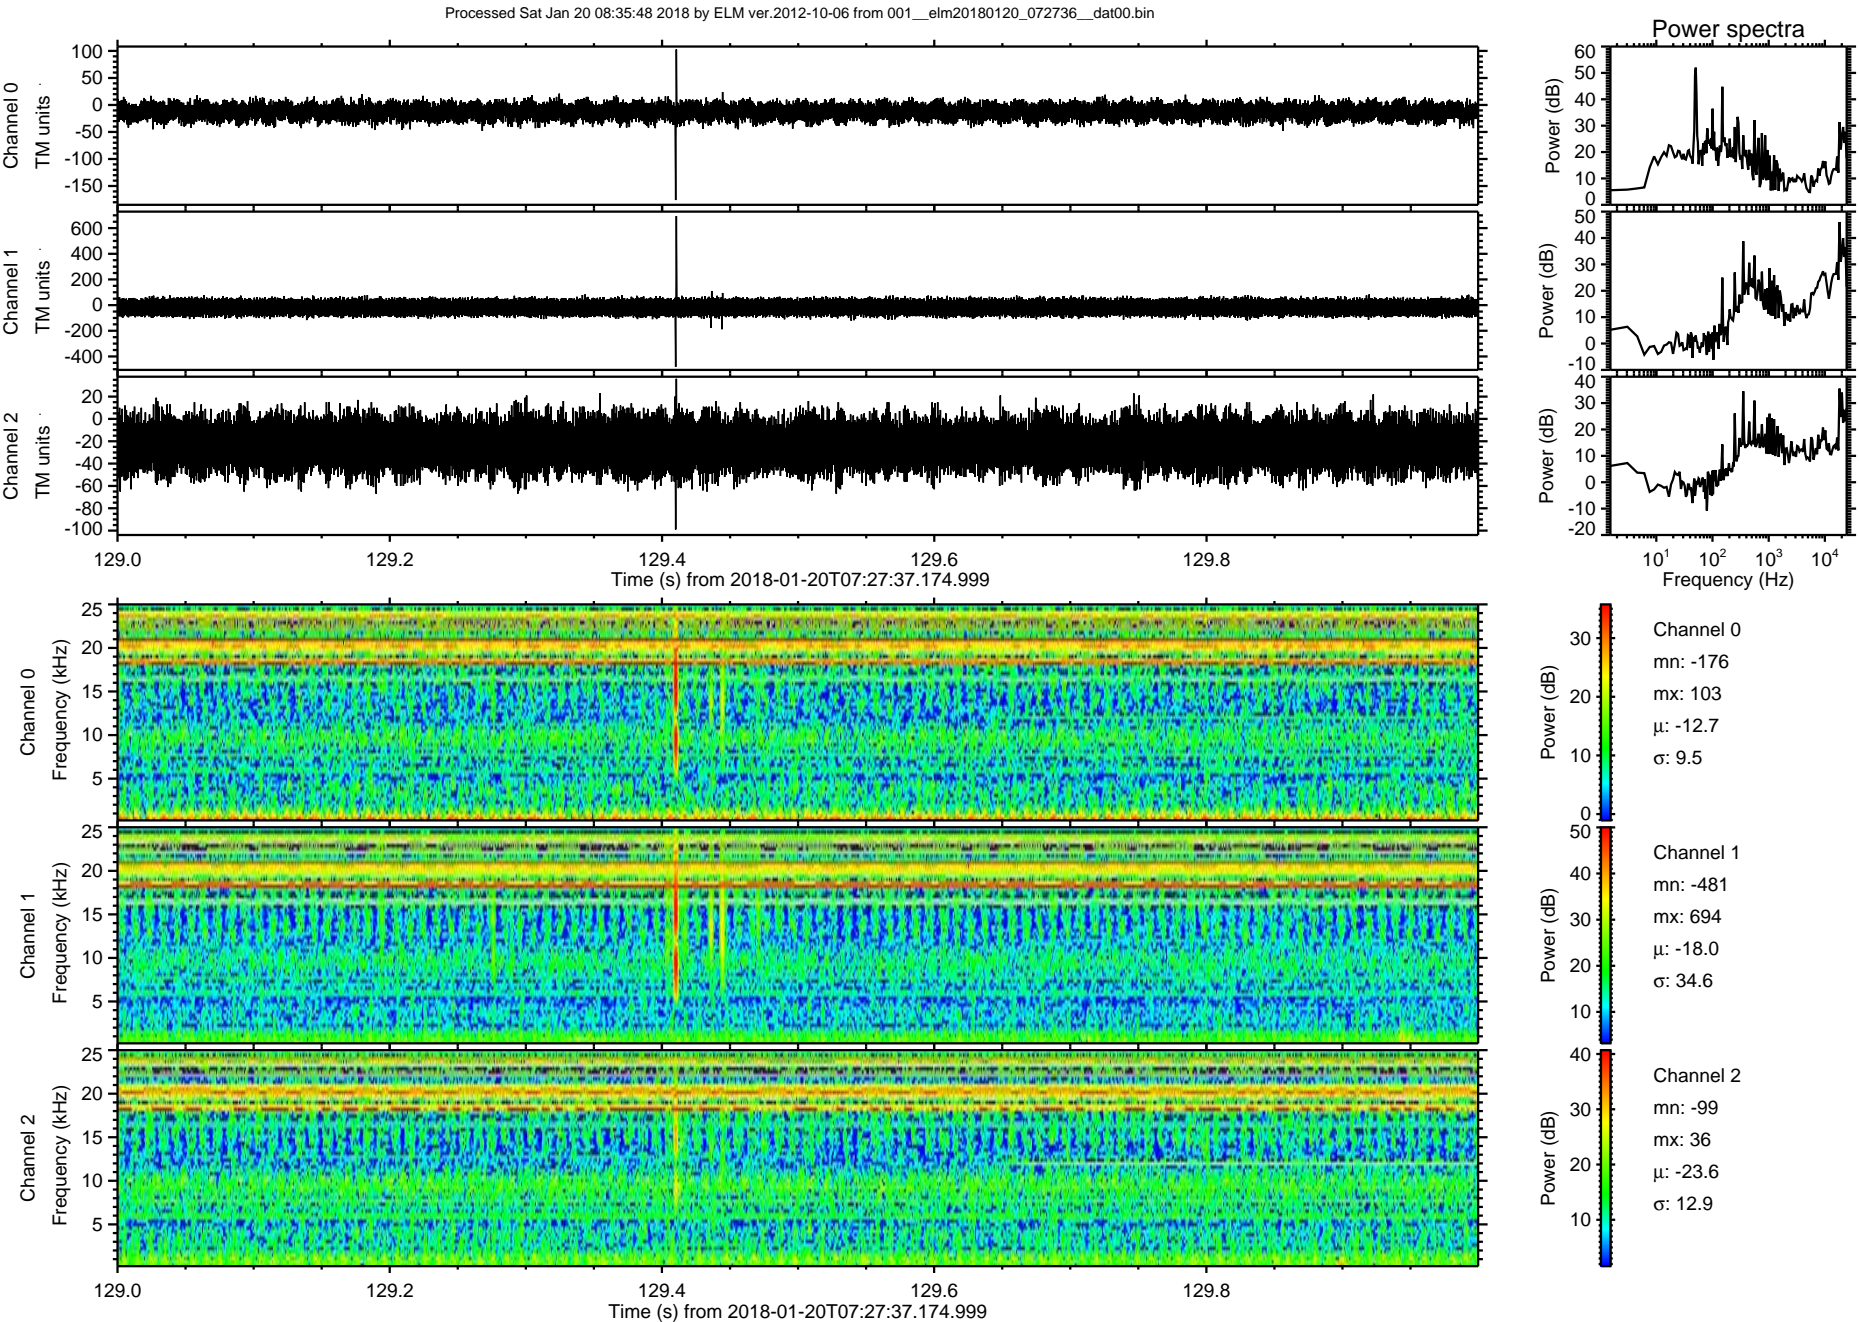 Processed Sat Jan 20 08:35:48 2018 by ELM ver.2012-10-06 from 001__elm20180120_072736__dat00.bin
Power spectra
Channel 0
TM units
100
50
0
-50
-100
-150
Power (dB)
60
50
40
30
20
10
0
Channel 1
TM units
600
400
200
0
-200
-400
Power (dB)
50
40
30
20
10
0
-10
Channel 2
TM units
20
0
-20
-40
-60
-80
-100
Power (dB)
40
30
20
10
0
-10
-20
129.0 129.2 129.4 129.6 129.8
Time (s) from 2018-01-20T07:27:37.174.999
10¹ 10² 10³ 10⁴
Frequency (Hz)
Channel 0
Frequency (kHz)
25
20
15
10
5
Power (dB)
30
20
10
0
Channel 0
mn: -176
mx: 103
µ: -12.7
σ: 9.5
Channel 1
Frequency (kHz)
25
20
15
10
5
Power (dB)
50
40
30
20
10
Channel 1
mn: -481
mx: 694
µ: -18.0
σ: 34.6
Channel 2
Frequency (kHz)
25
20
15
10
5
Power (dB)
40
30
20
10
Channel 2
mn: -99
mx: 36
µ: -23.6
σ: 12.9
129.0 129.2 129.4 129.6 129.8
Time (s) from 2018-01-20T07:27:37.174.999